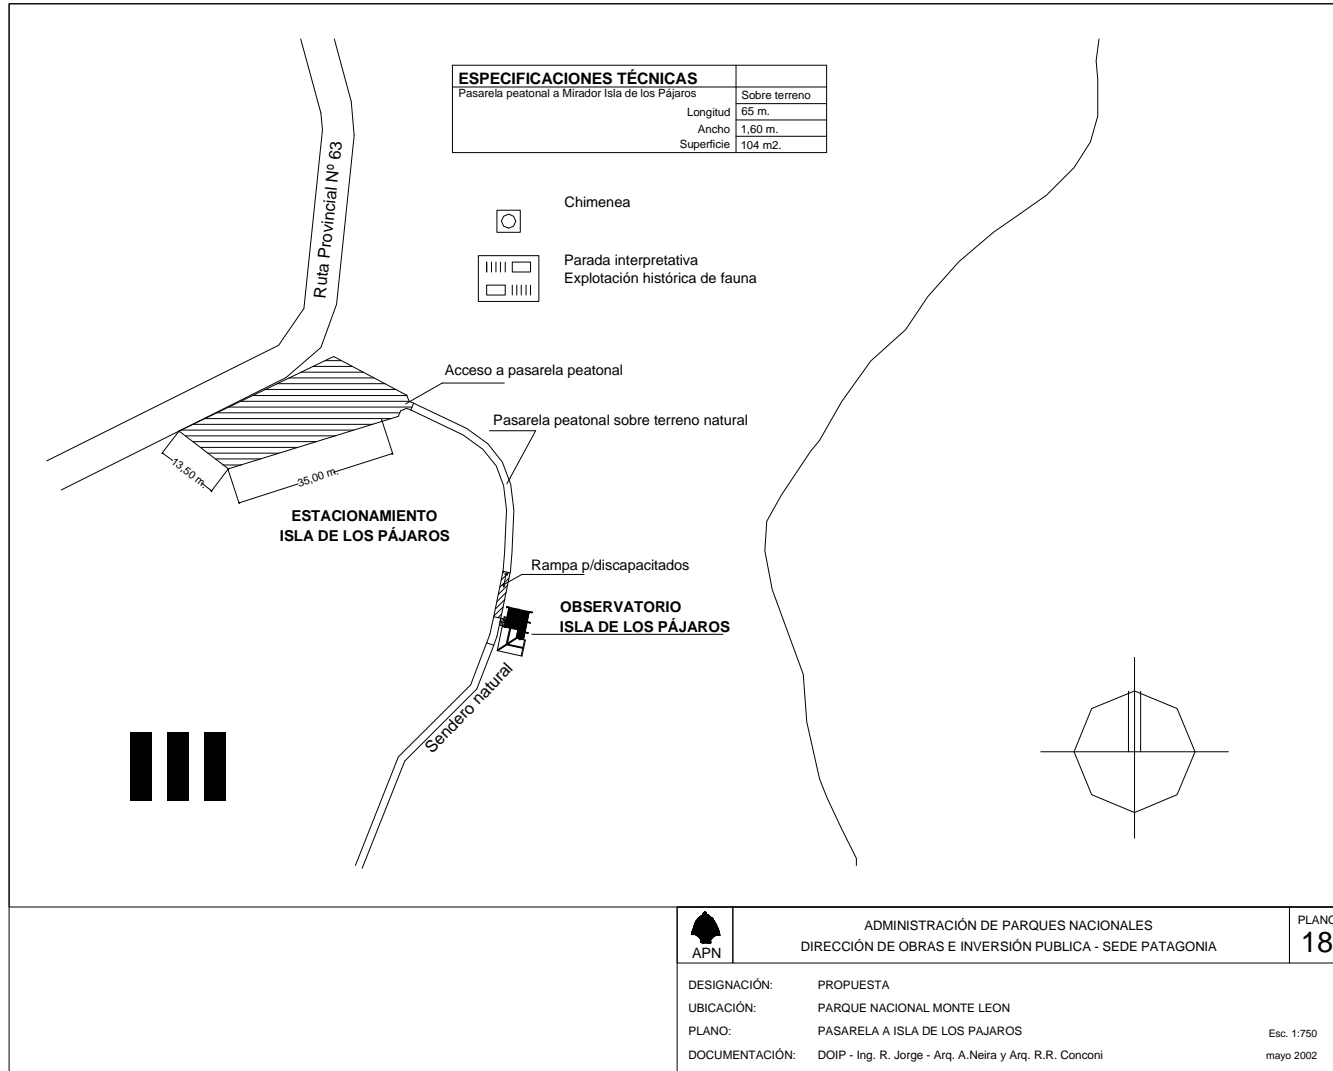 ESPECIFICACIONES TÉCNICAS
Pasarela peatonal a Mirador Isla de los Pájaros Sobre terreno
Longitud 65 m.
Ancho 1,60 m.
Superficie 104 m2.
Ruta Provincial Nº 63
Chimenea
Parada interpretativa
Explotación histórica de fauna
Acceso a pasarela peatonal
Pasarela peatonal sobre terreno natural
13,50 m.
35,00 m.
ESTACIONAMIENTO
ISLA DE LOS PÁJAROS
Rampa p/discapacitados
OBSERVATORIO
ISLA DE LOS PÁJAROS
Sendero natural
APN
ADMINISTRACIÓN DE PARQUES NACIONALES
DIRECCIÓN DE OBRAS E INVERSIÓN PUBLICA - SEDE PATAGONIA
PLANO
18
DESIGNACIÓN: PROPUESTA
UBICACIÓN: PARQUE NACIONAL MONTE LEON
PLANO: PASARELA A ISLA DE LOS PAJAROS Esc. 1:750
DOCUMENTACIÓN: DOIP - Ing. R. Jorge - Arq. A.Neira y Arq. R.R. Conconi mayo 2002